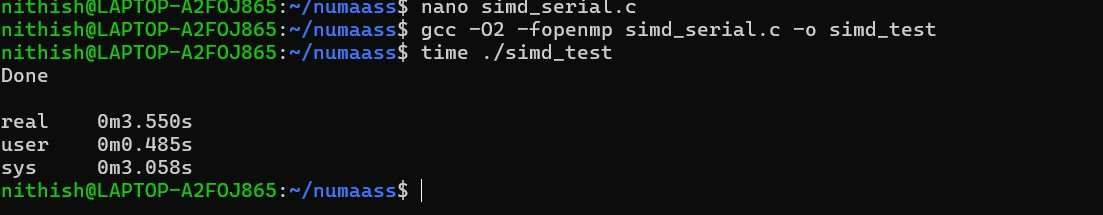 nithish@LAPTOP-A2FOJ865:~/numaass$ nano simd_serial.c
nithish@LAPTOP-A2FOJ865:~/numaass$ gcc -O2 -fopenmp simd_serial.c -o simd_test
nithish@LAPTOP-A2FOJ865:~/numaass$ time ./simd_test
Done
real    0m3.550s
user    0m0.485s
sys     0m3.058s
nithish@LAPTOP-A2FOJ865:~/numaass$